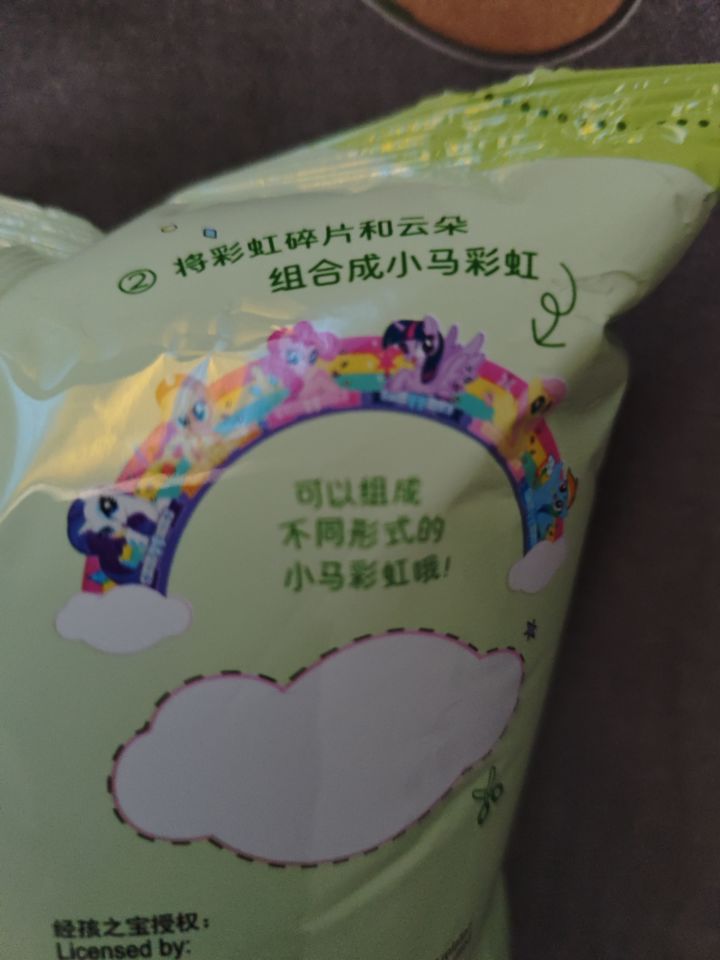 ② 将彩虹碎片和云朵
组合成小马彩虹
可以组成
不同形式的
小马彩虹哦!
经孩之宝授权:
Licensed by: